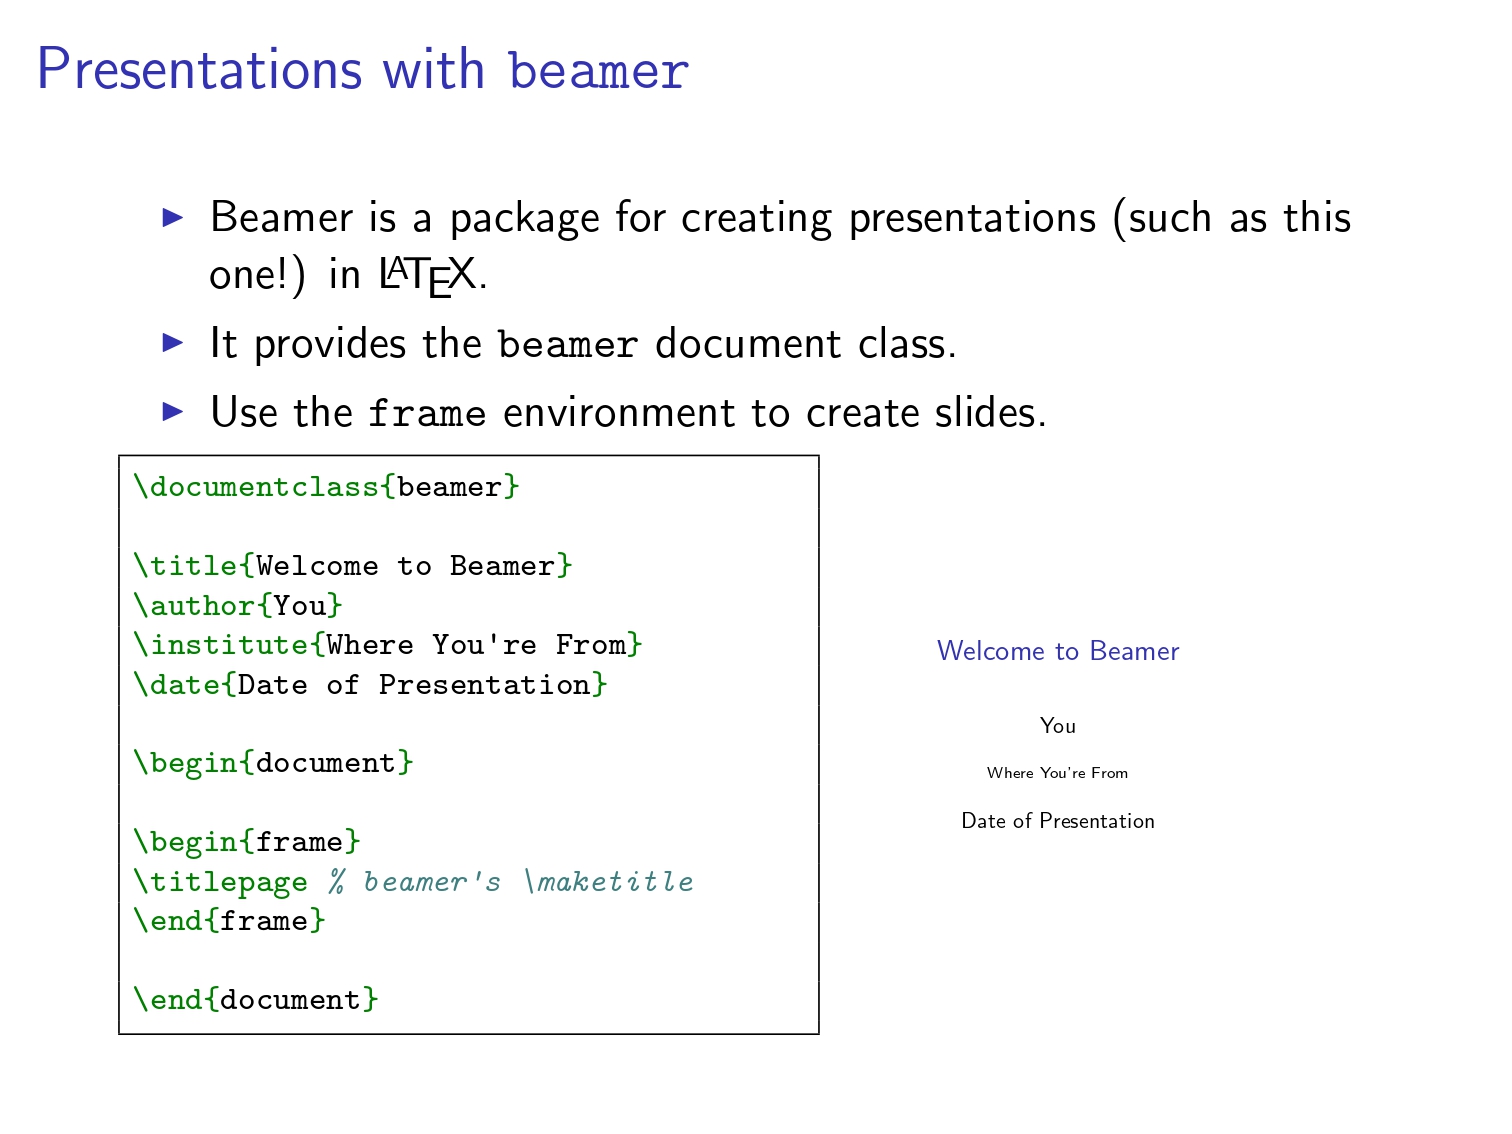 Presentations with beamer
▶ Beamer is a package for creating presentations (such as this
one!) in LATEX.
▶ It provides the beamer document class.
▶ Use the frame environment to create slides.
\documentclass{beamer}
\title{Welcome to Beamer}
\author{You}
\institute{Where You're From}
\date{Date of Presentation}
\begin{document}
\begin{frame}
\titlepage % beamer's \maketitle
\end{frame}
\end{document}
Welcome to Beamer
You
Where You're From
Date of Presentation